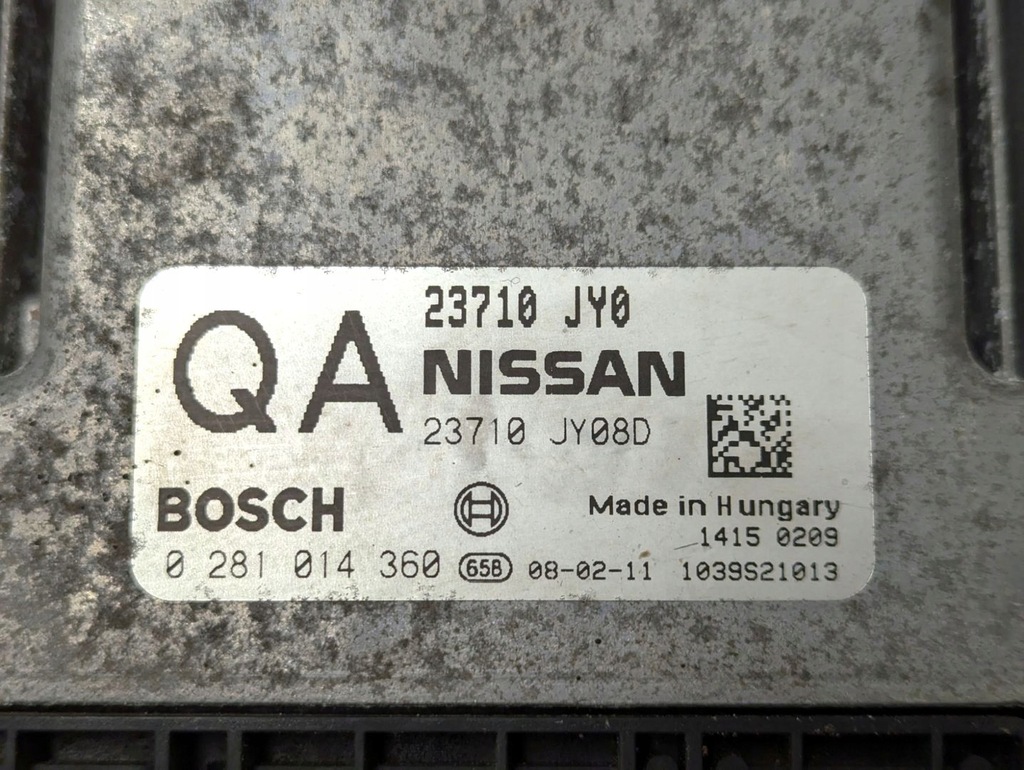 QA
23710 JY0
NISSAN
23710 JY08D
BOSCH
Made in Hungary
1415 0209
0 281 014 360 65B 08-02-11 1039S21013